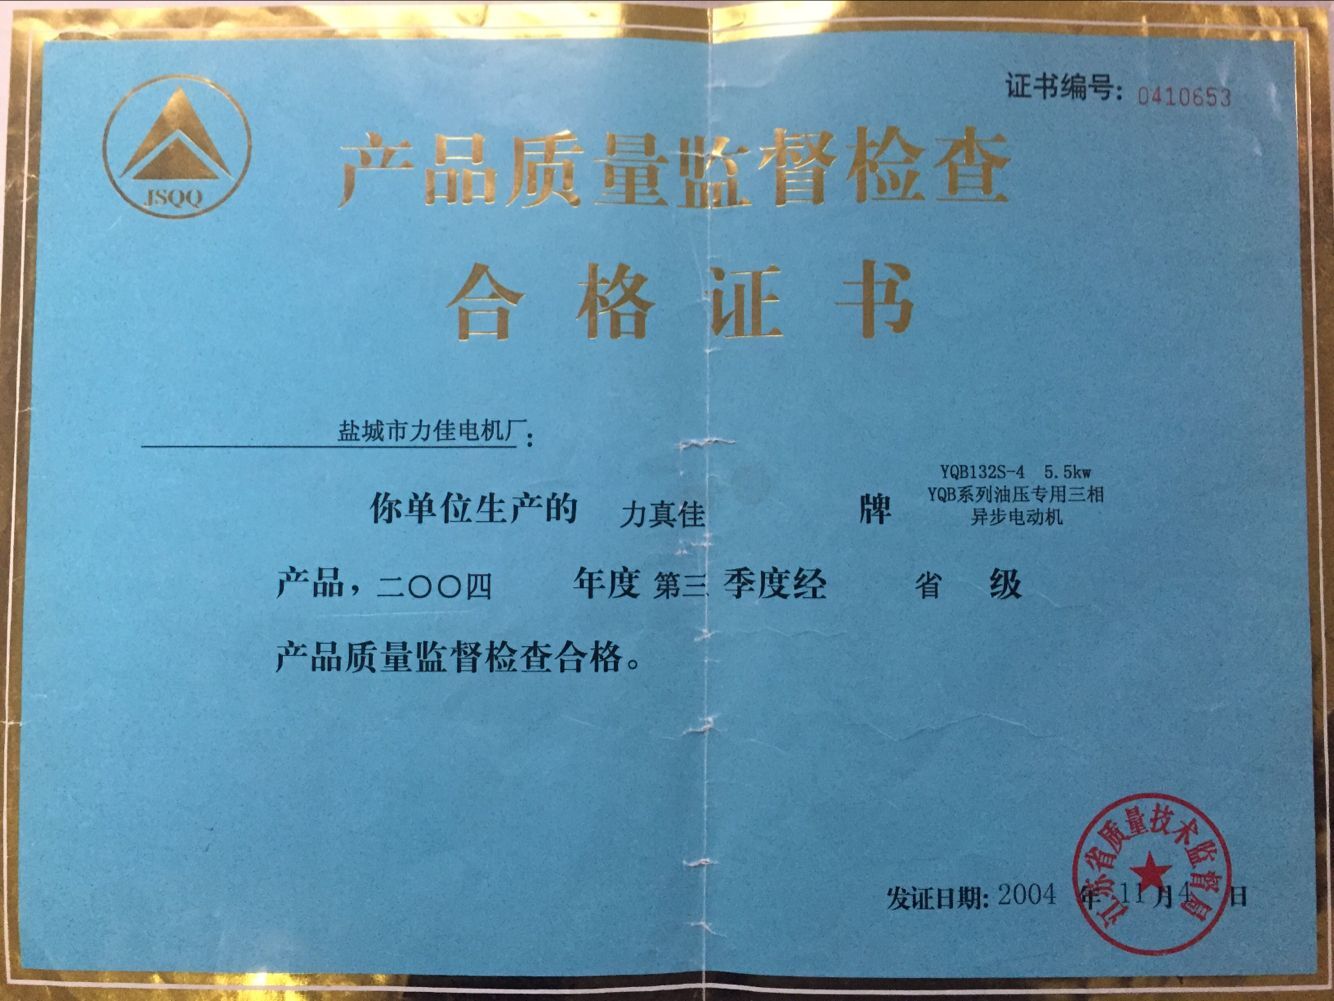 证书编号: 0410653
JSQQ
产品质量监督检查
合格证书
盐城市力佳电机厂:
你单位生产的 力真佳 牌 YQB132S-4 5.5kw
YQB系列油压专用三相
异步电动机
产品,二〇〇四 年度 第三 季度经 省 级
产品质量监督检查合格。
江苏省质量技术监督局
发证日期: 2004 年 11 月 4 日